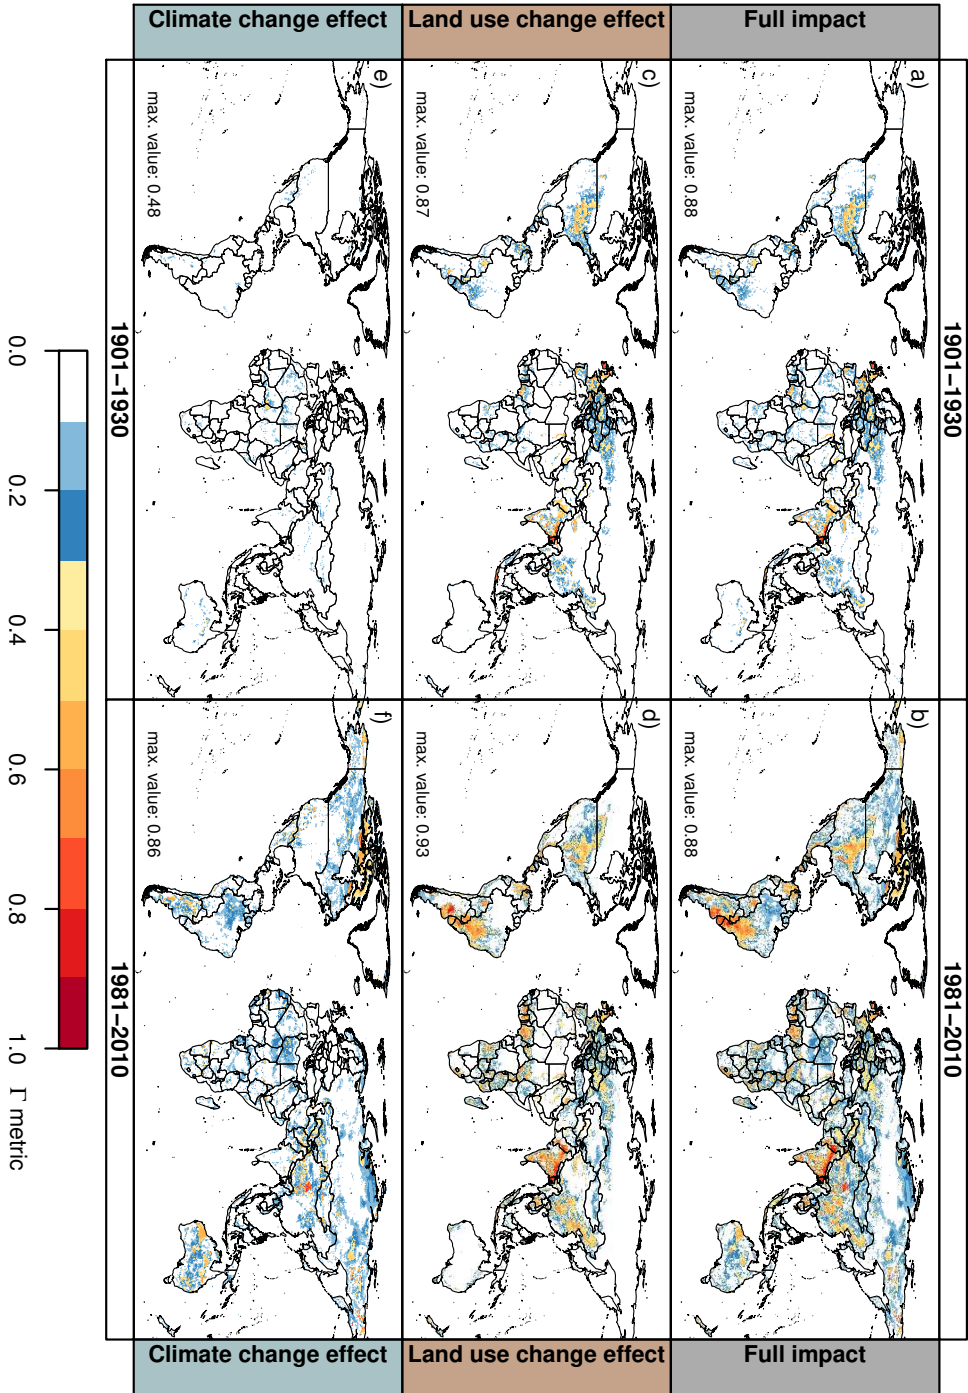 1901−1930
1981−2010
Full impact
a)
max. value: 0.88
b)
max. value: 0.88
Full impact
Land use change effect
c)
max. value: 0.87
d)
max. value: 0.93
Land use change effect
Climate change effect
e)
max. value: 0.48
f)
max. value: 0.86
Climate change effect
1901−1930
1981−2010
0.0
0.2
0.4
0.6
0.8
1.0
Γ metric